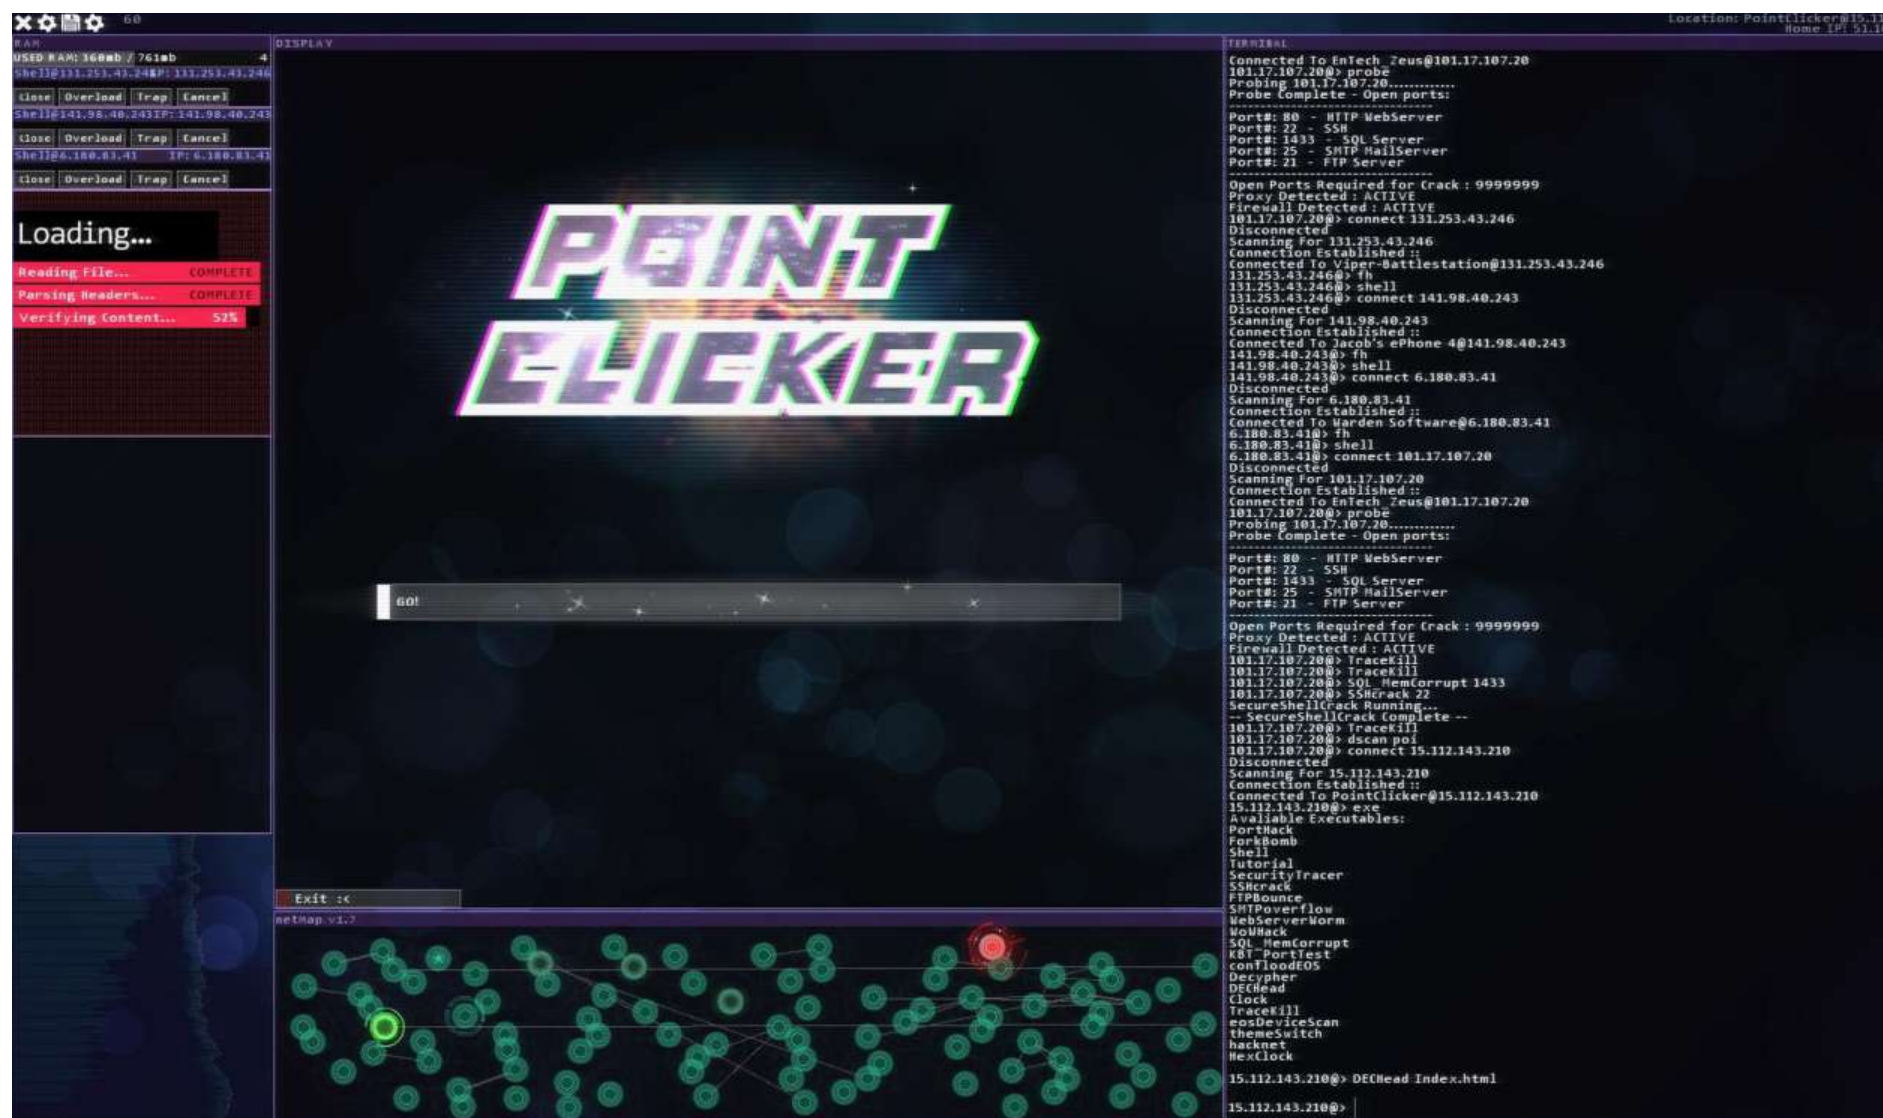 60
Location: PointClicker@15.11
Home IP: 51.1
RAM
USED RAM: 160mb / 761mb 4
Shell@131.253.43.24 IP: 131.253.43.246
Close Overload Trap Cancel
Shell@141.98.40.243IP: 141.98.40.243
Close Overload Trap Cancel
Shell@6.180.83.41 IP: 6.180.83.41
Close Overload Trap Cancel
Loading...
Reading File... COMPLETE
Parsing Headers... COMPLETE
Verifying Content... 52%
DISPLAY
POINT
CLICKER
GO!
Exit :<
netMap v1.7
TERMINAL
Connected To EnTech_Zeus@101.17.107.20
101.17.107.20@> probe
Probing 101.17.107.20.............
Probe Complete - Open ports:
---------------------------------
Port#: 80 - HTTP WebServer
Port#: 22 - SSH
Port#: 1433 - SQL Server
Port#: 25 - SMTP MailServer
Port#: 21 - FTP Server
---------------------------------
Open Ports Required for Crack : 9999999
Proxy Detected : ACTIVE
Firewall Detected : ACTIVE
101.17.107.20@> connect 131.253.43.246
Disconnected
Scanning For 131.253.43.246
Connection Established ::
Connected To Viper-Battlestation@131.253.43.246
131.253.43.246@> fh
131.253.43.246@> shell
131.253.43.246@> connect 141.98.40.243
Disconnected
Scanning For 141.98.40.243
Connection Established ::
Connected To Jacob's ePhone 4@141.98.40.243
141.98.40.243@> fh
141.98.40.243@> shell
141.98.40.243@> connect 6.180.83.41
Disconnected
Scanning For 6.180.83.41
Connection Established ::
Connected To Warden Software@6.180.83.41
6.180.83.41@> fh
6.180.83.41@> shell
6.180.83.41@> connect 101.17.107.20
Disconnected
Scanning For 101.17.107.20
Connection Established ::
Connected To EnTech_Zeus@101.17.107.20
101.17.107.20@> probe
Probing 101.17.107.20.............
Probe Complete - Open ports:
---------------------------------
Port#: 80 - HTTP WebServer
Port#: 22 - SSH
Port#: 1433 - SQL Server
Port#: 25 - SMTP MailServer
Port#: 21 - FTP Server
---------------------------------
Open Ports Required for Crack : 9999999
Proxy Detected : ACTIVE
Firewall Detected : ACTIVE
101.17.107.20@> TraceKill
101.17.107.20@> TraceKill
101.17.107.20@> SQL_MemCorrupt 1433
101.17.107.20@> SSHcrack 22
SecureShellCrack Running...
-- SecureShellCrack Complete --
101.17.107.20@> TraceKill
101.17.107.20@> dscan poi
101.17.107.20@> connect 15.112.143.210
Disconnected
Scanning For 15.112.143.210
Connection Established ::
Connected To PointClicker@15.112.143.210
15.112.143.210@> exe
Avaliable Executables:
PortHack
ForkBomb
Shell
Tutorial
SecurityTracer
SSHcrack
FTPBounce
SMTPoverflow
WebServerWorm
WoWHack
SQL_MemCorrupt
KBT_PortTest
confloodEOS
Decypher
DECHead
Clock
TraceKill
eosDeviceScan
themeSwitch
hacknet
HexClock
15.112.143.210@> DECHead Index.html
15.112.143.210@>